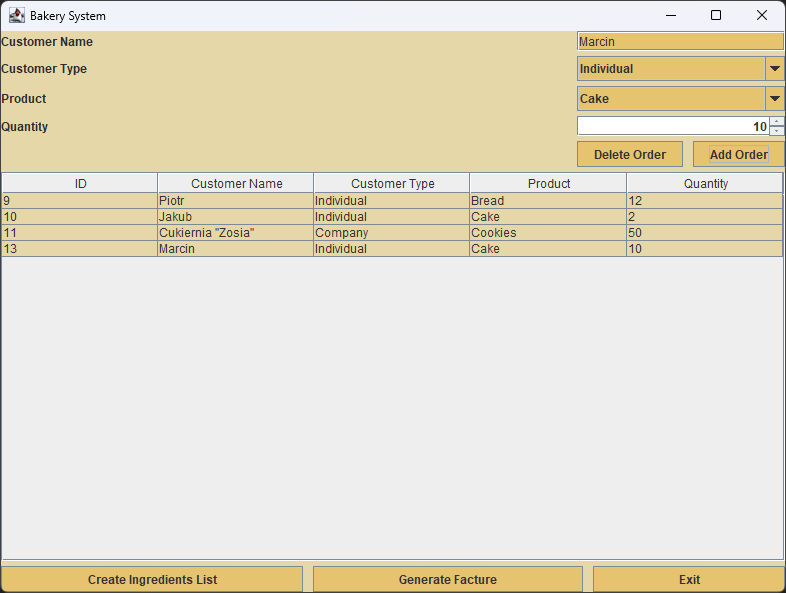 Bakery System
Customer Name Marcin
Customer Type Individual
Product Cake
Quantity 10
Delete Order Add Order
ID Customer Name Customer Type Product Quantity
9 Piotr Individual Bread 12
10 Jakub Individual Cake 2
11 Cukiernia "Zosia" Company Cookies 50
13 Marcin Individual Cake 10
Create Ingredients List Generate Facture Exit